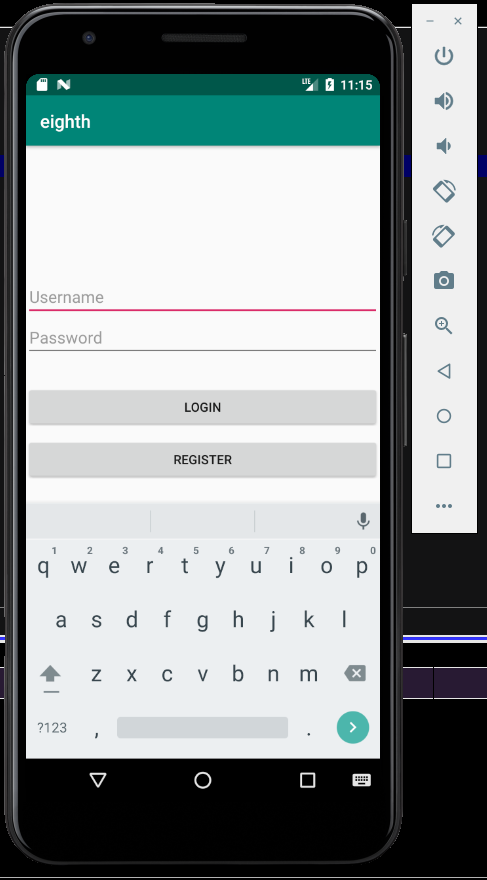 LTE 11:15
eighth
Username
Password
LOGIN
REGISTER
1 2 3 4 5 6 7 8 9 0
q w e r t y u i o p
a s d f g h j k l
z x c v b n m
?123 , .